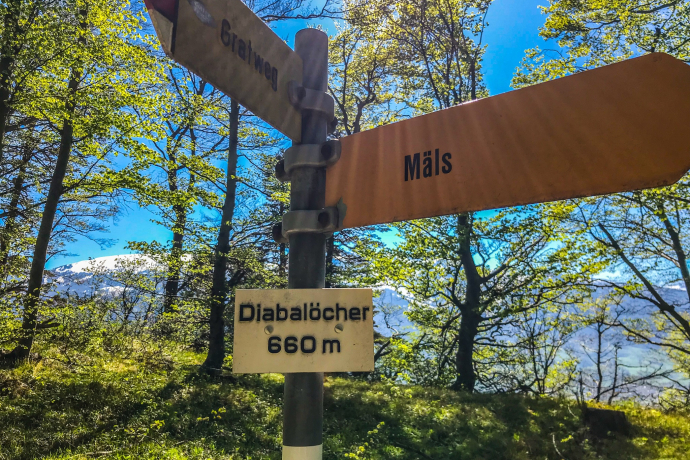 Gratweg
Mäls
Diabalöcher
660 m